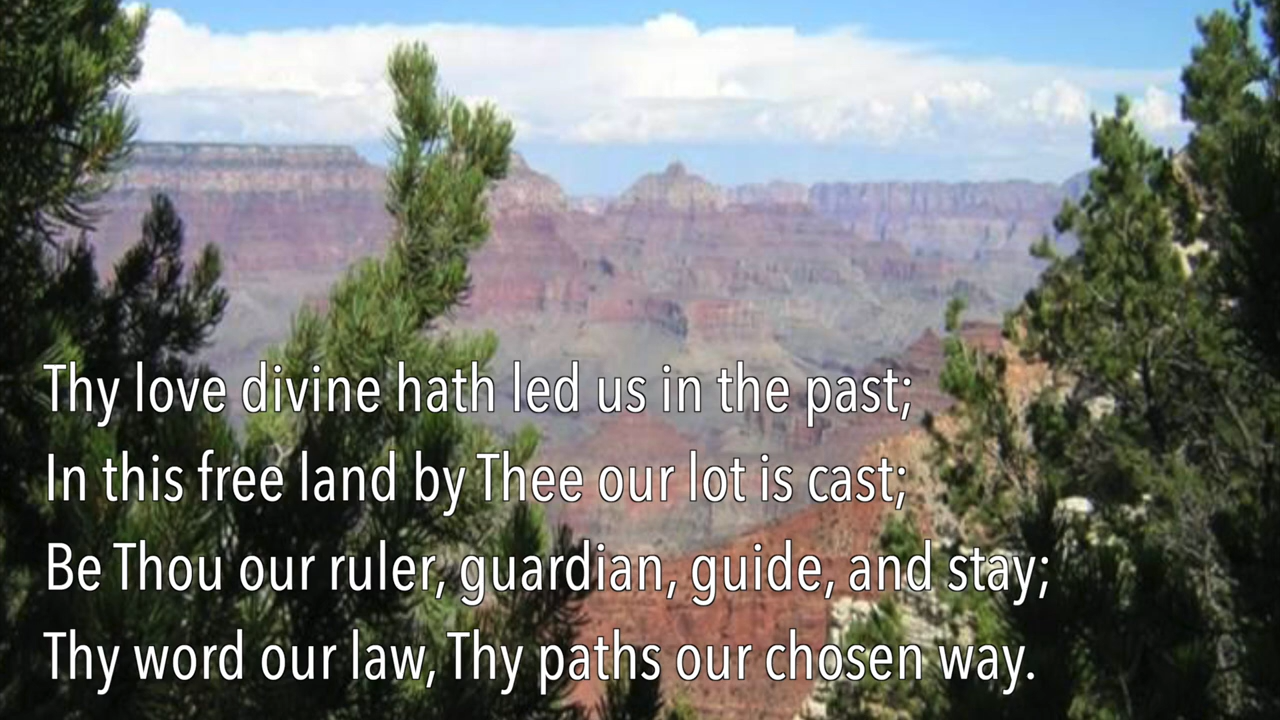 Thy love divine hath led us in the past;
In this free land by Thee our lot is cast;
Be Thou our ruler, guardian, guide, and stay;
Thy word our law, Thy paths our chosen way.